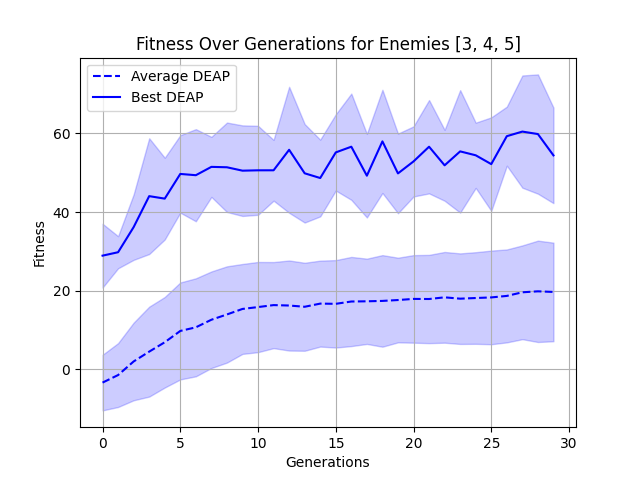 Fitness Over Generations for Enemies [3, 4, 5]
Average DEAP
Best DEAP
60
40
20
0
Fitness
0 5 10 15 20 25 30
Generations